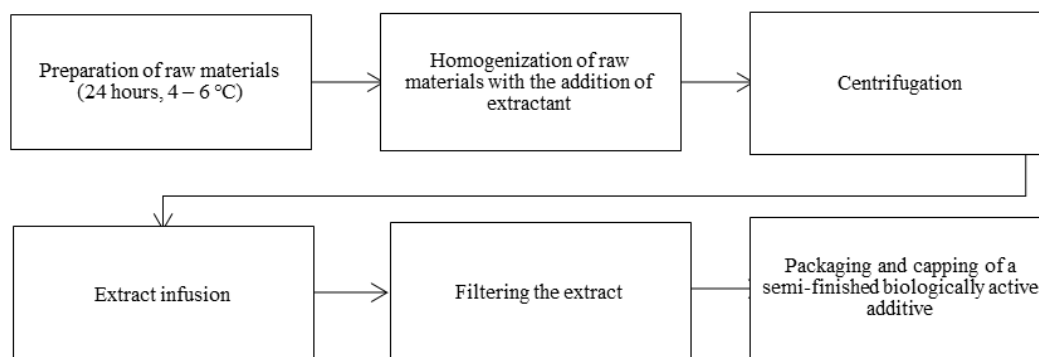 Preparation of raw materials
(24 hours, 4 – 6 °C)
Homogenization of raw
materials with the addition of
extractant
Centrifugation
Extract infusion
Filtering the extract
Packaging and capping of a
semi-finished biologically active
additive